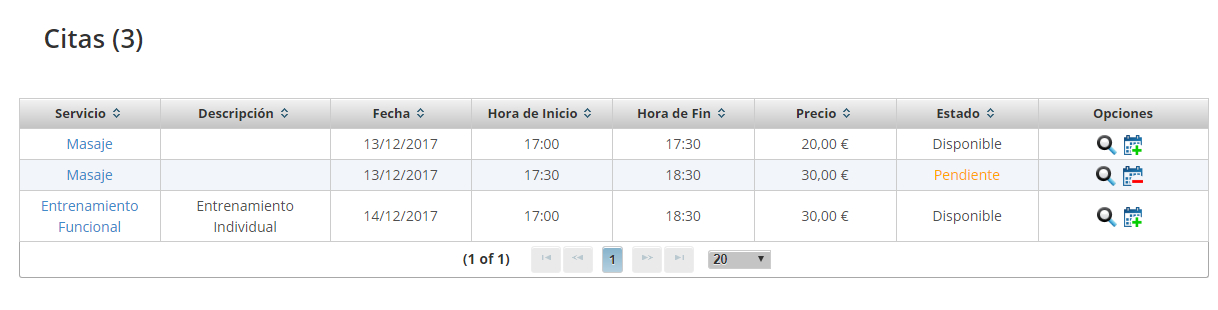 Citas (3)
Servicio Descripción Fecha Hora de Inicio Hora de Fin Precio Estado Opciones
Masaje 13/12/2017 17:00 17:30 20,00 € Disponible
Masaje 13/12/2017 17:30 18:30 30,00 € Pendiente
Entrenamiento Funcional Entrenamiento Individual 14/12/2017 17:00 18:30 30,00 € Disponible
(1 of 1) 1 20